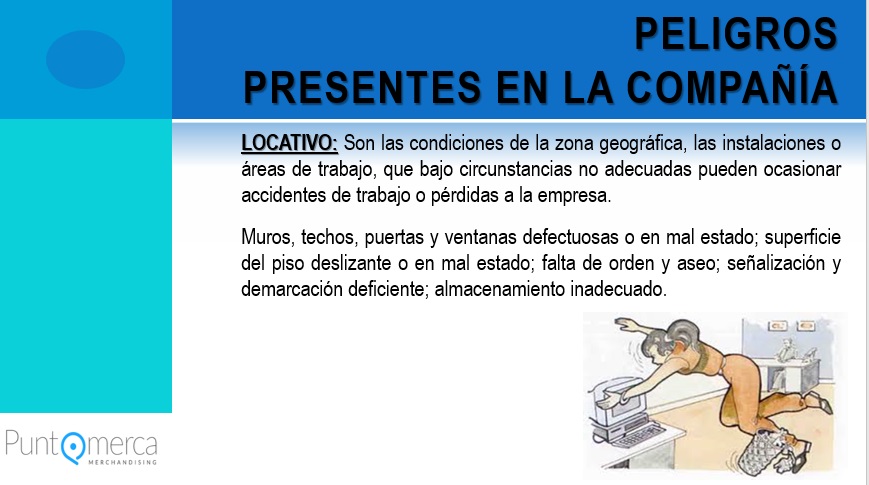 PELIGROS
PRESENTES EN LA COMPAÑÍA
LOCATIVO: Son las condiciones de la zona geográfica, las instalaciones o
áreas de trabajo, que bajo circunstancias no adecuadas pueden ocasionar
accidentes de trabajo o pérdidas a la empresa.
Muros, techos, puertas y ventanas defectuosas o en mal estado; superficie
del piso deslizante o en mal estado; falta de orden y aseo; señalización y
demarcación deficiente; almacenamiento inadecuado.
Puntomerca
MERCHANDISING